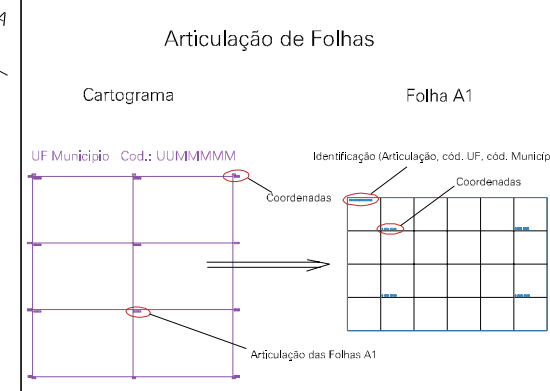 Articulação de Folhas
Cartograma
Folha A1
UF Municipio Cod.: UUMMMMM
Identificação (Articulação, cód. UF, cód. Municíp
Coordenadas
Coordenadas
Articulação das Folhas A1